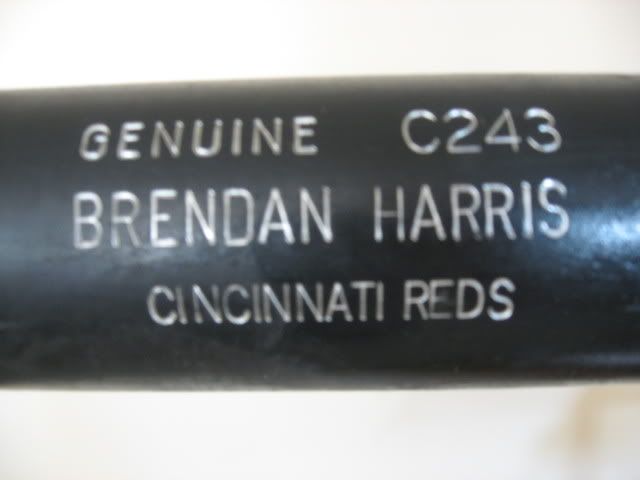 GENUINE C243
BRENDAN HARRIS
CINCINNATI REDS